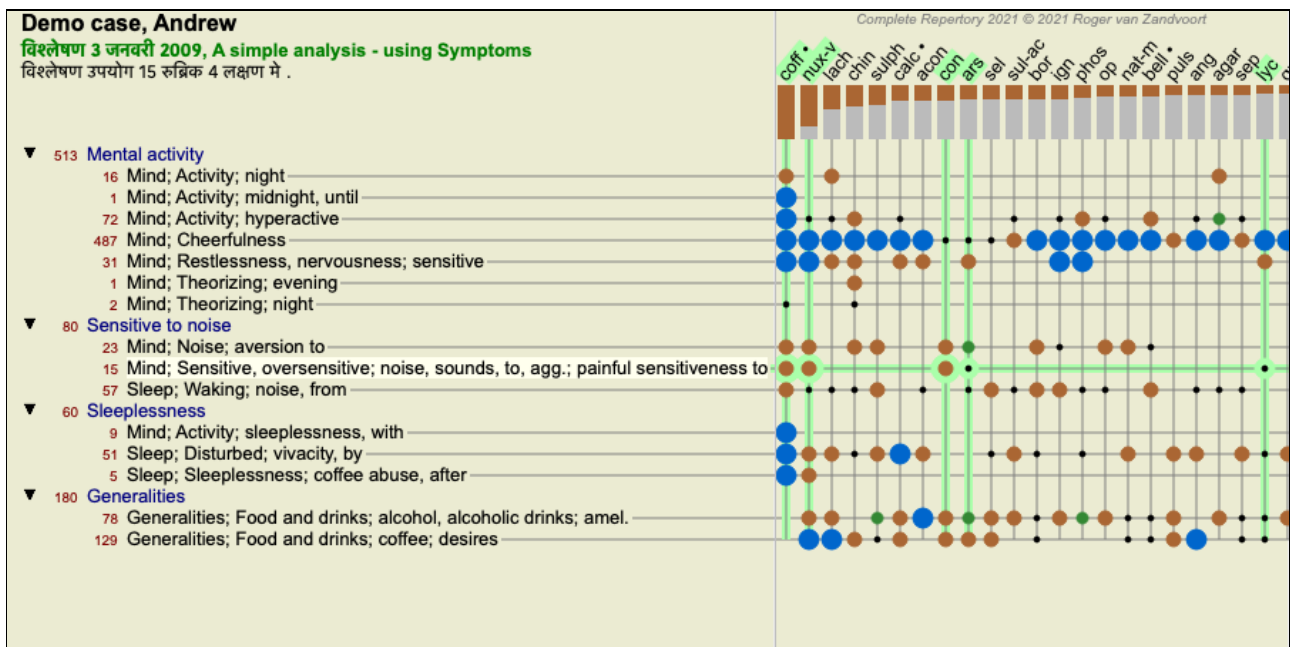 Demo case, Andrew
Complete Repertory 2021 © 2021 Roger van Zandvoort
विश्लेषण 3 जनवरी 2009, A simple analysis - using Symptoms
विश्लेषण उपयोग 15 रुब्रिक 4 लक्षण मे .
coff • nux-v lach chin sulph calc • acon con ars sel sul-ac bor ign phos op nat-m bell • puls ang agar sep lyc
▼ 513 Mental activity
16 Mind; Activity; night
1 Mind; Activity; midnight, until
72 Mind; Activity; hyperactive
487 Mind; Cheerfulness
31 Mind; Restlessness, nervousness; sensitive
1 Mind; Theorizing; evening
2 Mind; Theorizing; night
▼ 80 Sensitive to noise
23 Mind; Noise; aversion to
15 Mind; Sensitive, oversensitive; noise, sounds, to, agg.; painful sensitiveness to
57 Sleep; Waking; noise, from
▼ 60 Sleeplessness
9 Mind; Activity; sleeplessness, with
51 Sleep; Disturbed; vivacity, by
5 Sleep; Sleeplessness; coffee abuse, after
▼ 180 Generalities
78 Generalities; Food and drinks; alcohol, alcoholic drinks; amel.
129 Generalities; Food and drinks; coffee; desires